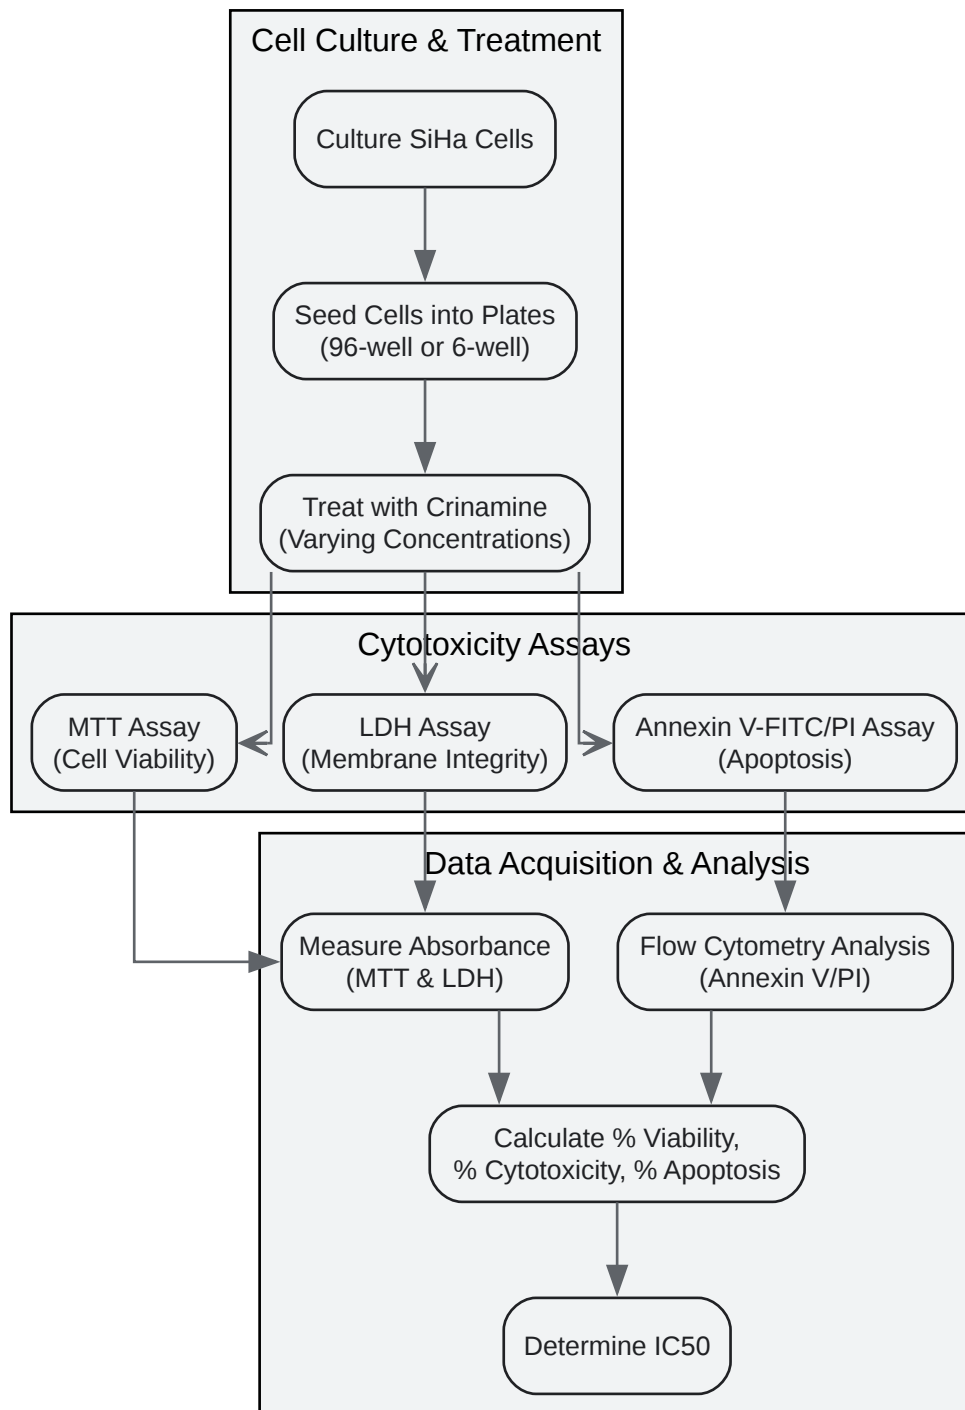 Cell Culture & Treatment
Culture SiHa Cells
Seed Cells into Plates
(96-well or 6-well)
Treat with Crinamine
(Varying Concentrations)
Cytotoxicity Assays
MTT Assay
(Cell Viability)
LDH Assay
(Membrane Integrity)
Annexin V-FITC/PI Assay
(Apoptosis)
Data Acquisition & Analysis
Measure Absorbance
(MTT & LDH)
Flow Cytometry Analysis
(Annexin V/PI)
Calculate % Viability,
% Cytotoxicity, % Apoptosis
Determine IC50